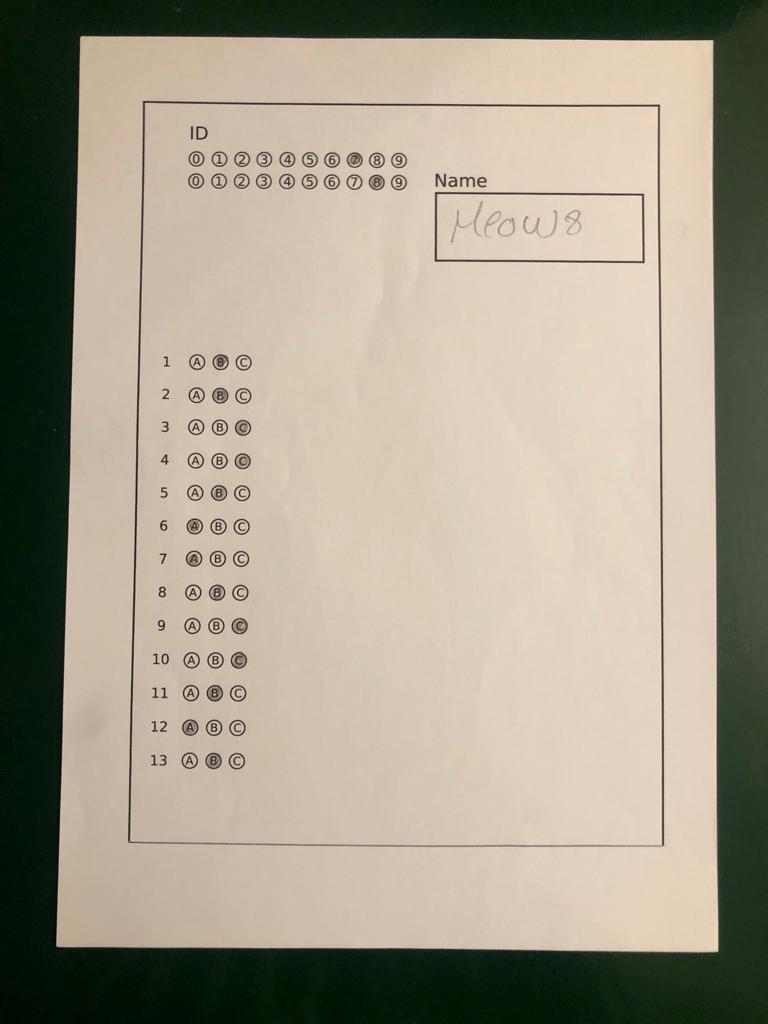 ID
0 1 2 3 4 5 6 7 8 9
0 1 2 3 4 5 6 7 8 9
Name
Meow8
1 A B C
2 A B C
3 A B C
4 A B C
5 A B C
6 A B C
7 A B C
8 A B C
9 A B C
10 A B C
11 A B C
12 A B C
13 A B C